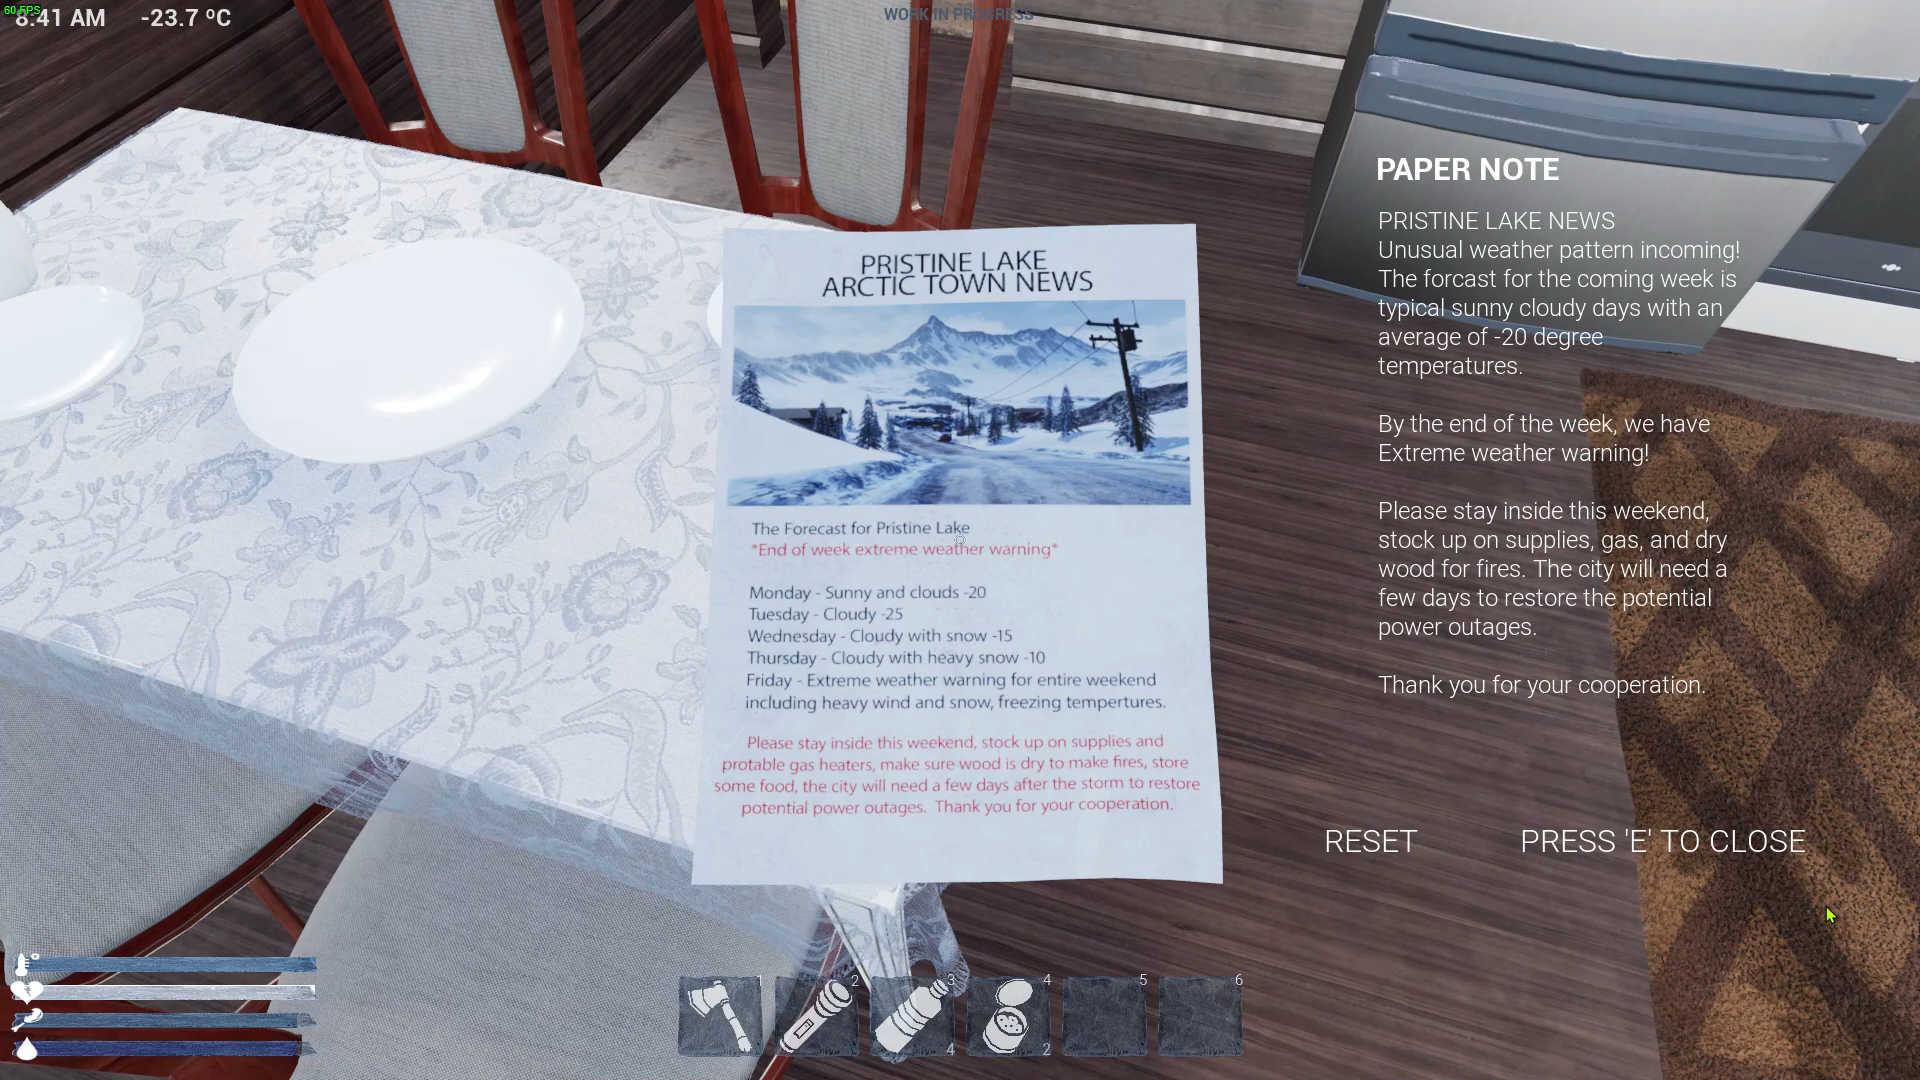 60 FPS
8:41 AM -23.7 ºC
WORK IN PROGRESS
PRISTINE LAKE
ARCTIC TOWN NEWS
The Forecast for Pristine Lake
*End of week extreme weather warning*
Monday - Sunny and clouds -20
Tuesday - Cloudy -25
Wednesday - Cloudy with snow -15
Thursday - Cloudy with heavy snow -10
Friday - Extreme weather warning for entire weekend
including heavy wind and snow, freezing tempertures.
Please stay inside this weekend, stock up on supplies and
protable gas heaters, make sure wood is dry to make fires, store
some food, the city will need a few days after the storm to restore
potential power outages. Thank you for your cooperation.
PAPER NOTE
PRISTINE LAKE NEWS
Unusual weather pattern incoming!
The forcast for the coming week is
typical sunny cloudy days with an
average of -20 degree
temperatures.
By the end of the week, we have
Extreme weather warning!
Please stay inside this weekend,
stock up on supplies, gas, and dry
wood for fires. The city will need a
few days to restore the potential
power outages.
Thank you for your cooperation.
RESET PRESS 'E' TO CLOSE
1 2 3 4 5 6
4 2